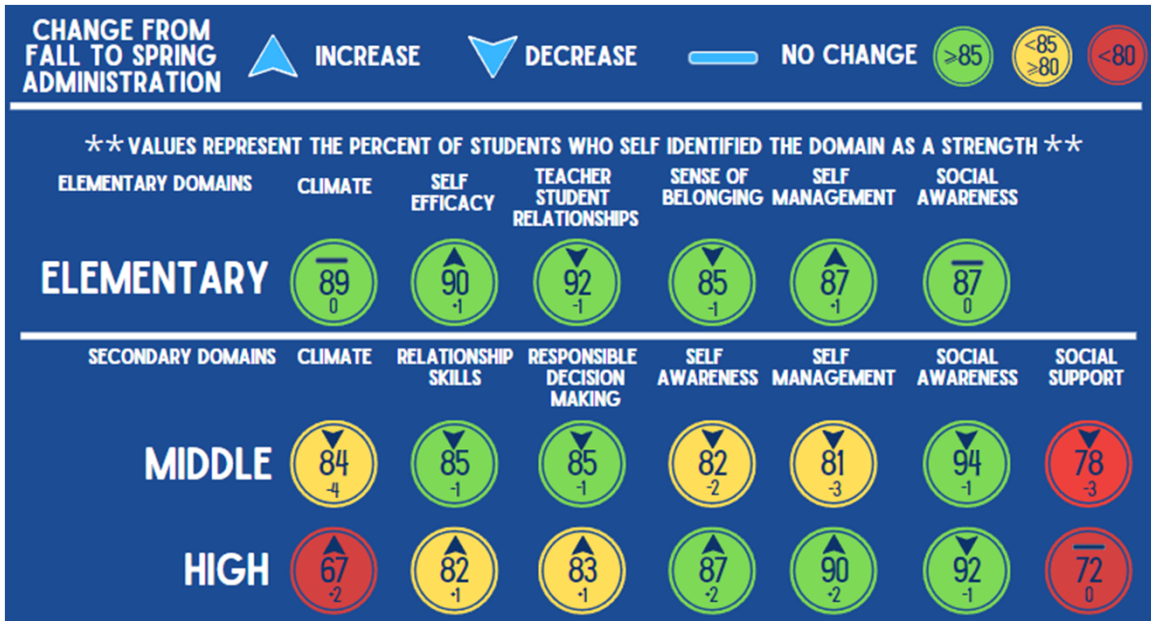 CHANGE FROM
FALL TO SPRING
ADMINISTRATION
INCREASE
DECREASE
NO CHANGE
≥85
<85
≥80
<80
** VALUES REPRESENT THE PERCENT OF STUDENTS WHO SELF IDENTIFIED THE DOMAIN AS A STRENGTH **
ELEMENTARY DOMAINS
CLIMATE
SELF
EFFICACY
TEACHER
STUDENT
RELATIONSHIPS
SENSE OF
BELONGING
SELF
MANAGEMENT
SOCIAL
AWARENESS
ELEMENTARY
89
0
90
+1
92
-1
85
-1
87
+1
87
0
SECONDARY DOMAINS
CLIMATE
RELATIONSHIP
SKILLS
RESPONSIBLE
DECISION
MAKING
SELF
AWARENESS
SELF
MANAGEMENT
SOCIAL
AWARENESS
SOCIAL
SUPPORT
MIDDLE
84
-4
85
-1
85
-1
82
-2
81
-3
94
-1
78
-3
HIGH
67
+2
82
+1
83
+1
87
+2
90
+2
92
-1
72
0